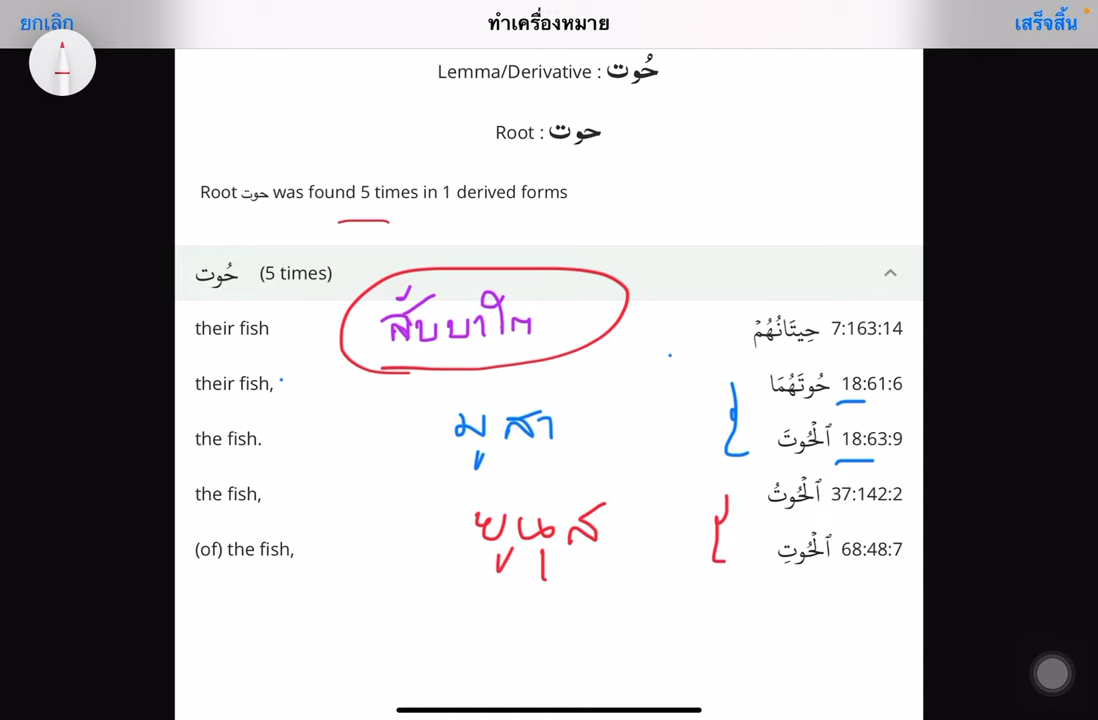 ยกเลิก ทำเครื่องหมาย เสร็จสิ้น
Lemma/Derivative : حُوت
Root : حوت
Root حوت was found 5 times in 1 derived forms
حُوت (5 times)
สับบาโต
their fish حِيتَانُهُمْ 7:163:14
their fish, حُوتَهُمَا 18:61:6
มูสา
the fish. ٱلْحُوتَ 18:63:9
the fish, ٱلْحُوتُ 37:142:2
ยูนุส
(of) the fish, ٱلْحُوتِ 68:48:7